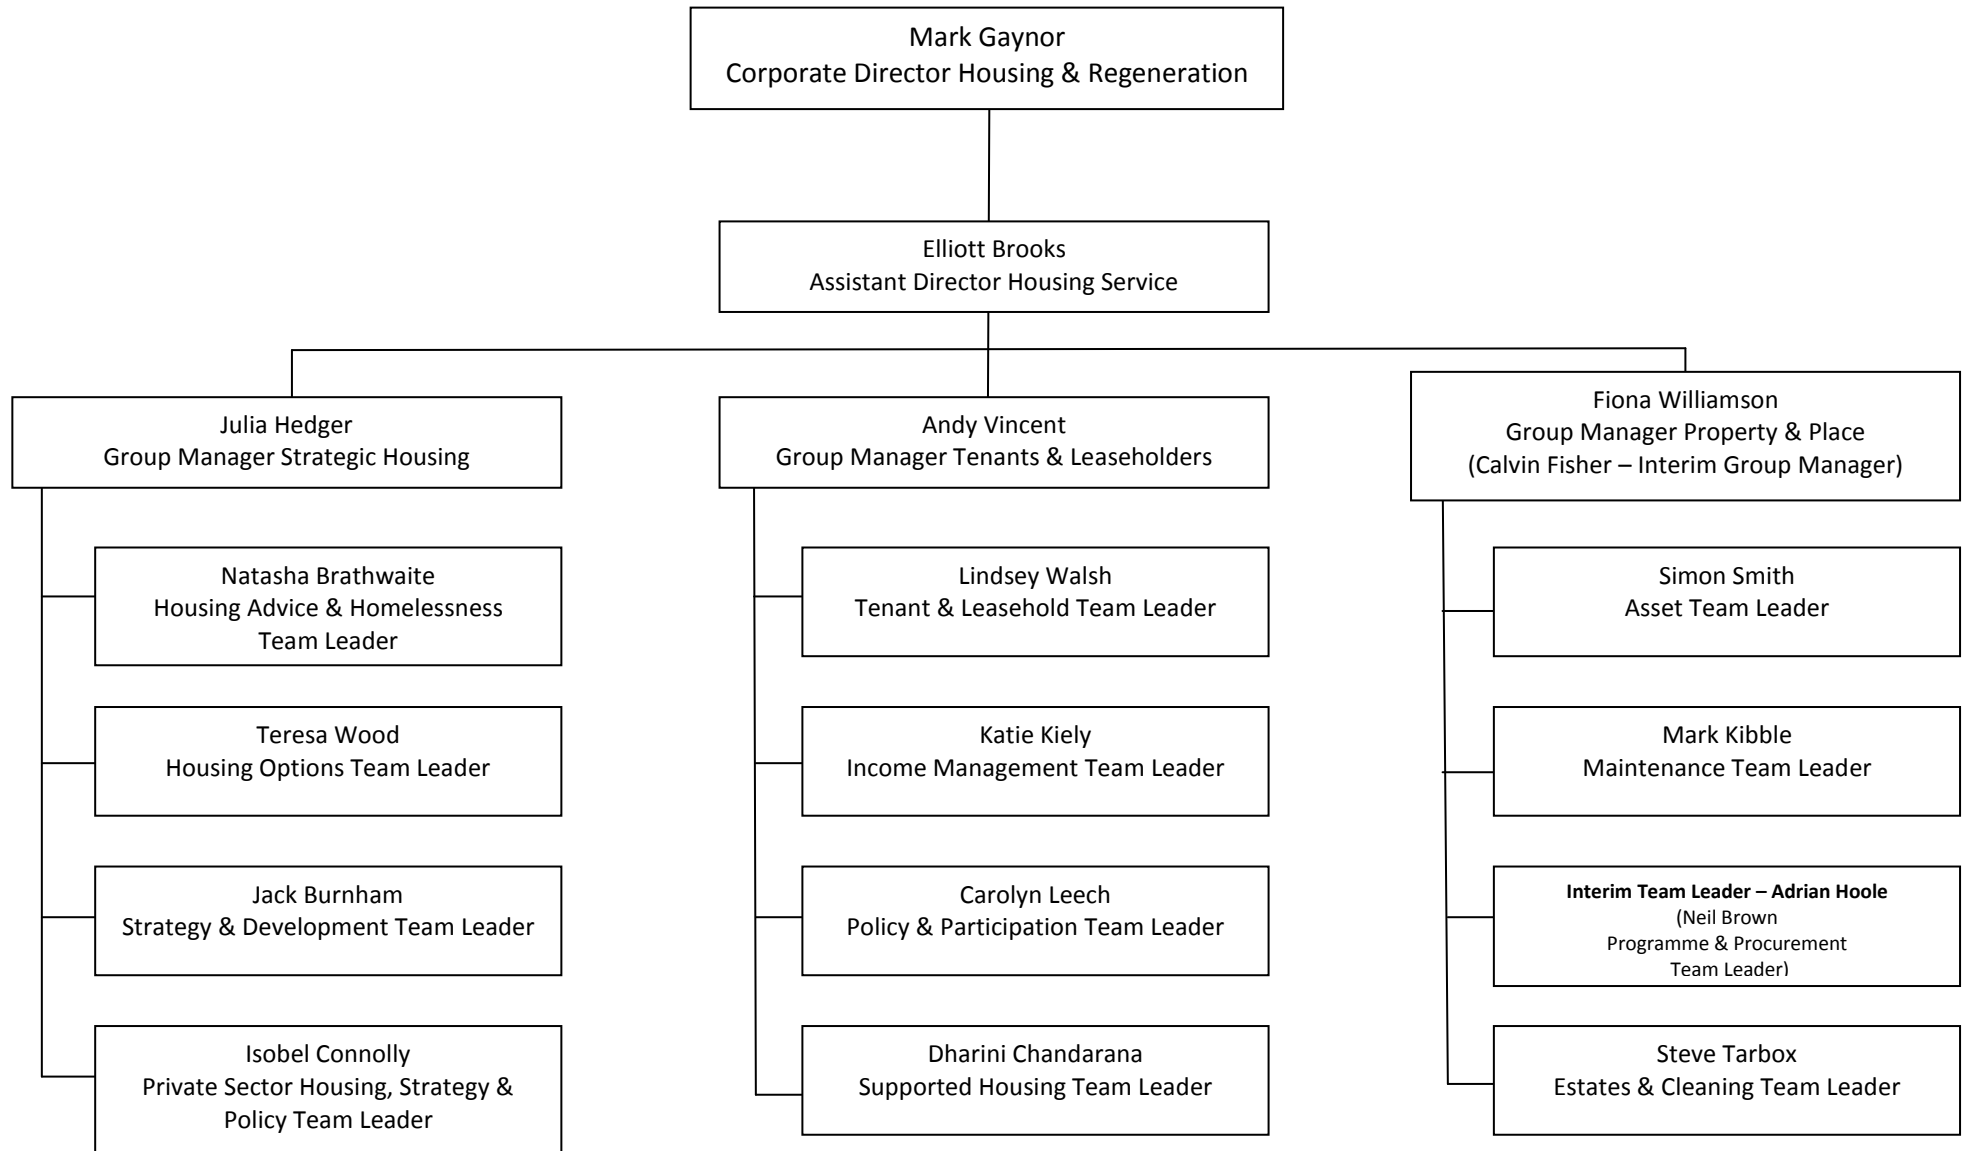 Mark Gaynor
Corporate Director Housing & Regeneration
Elliott Brooks
Assistant Director Housing Service
Julia Hedger
Group Manager Strategic Housing
Natasha Brathwaite
Housing Advice & Homelessness
Team Leader
Teresa Wood
Housing Options Team Leader
Jack Burnham
Strategy & Development Team Leader
Isobel Connolly
Private Sector Housing, Strategy &
Policy Team Leader
Andy Vincent
Group Manager Tenants & Leaseholders
Lindsey Walsh
Tenant & Leasehold Team Leader
Katie Kiely
Income Management Team Leader
Carolyn Leech
Policy & Participation Team Leader
Dharini Chandarana
Supported Housing Team Leader
Fiona Williamson
Group Manager Property & Place
(Calvin Fisher – Interim Group Manager)
Simon Smith
Asset Team Leader
Mark Kibble
Maintenance Team Leader
Interim Team Leader – Adrian Hoole
(Neil Brown
Programme & Procurement
Team Leader)
Steve Tarbox
Estates & Cleaning Team Leader